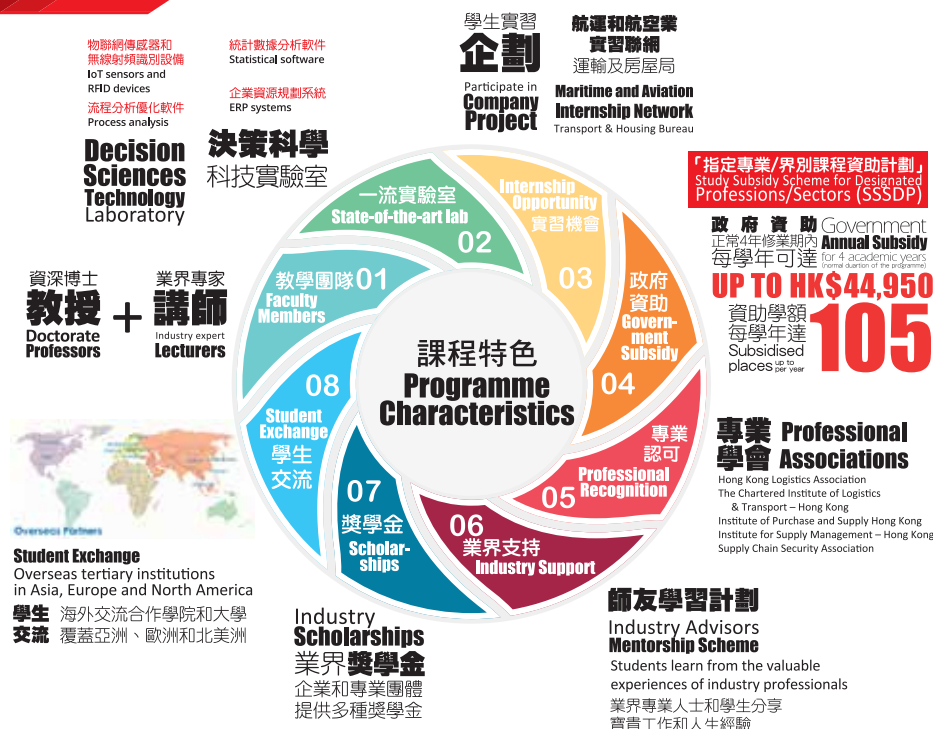 物聯網傳感器和
無線射頻識別設備
IoT sensors and
RFID devices
流程分析優化軟件
Process analysis
統計數據分析軟件
Statistical software
企業資源規劃系統
ERP systems
Decision
Sciences
Technology
Laboratory
決策科學
科技實驗室
學生實習
企劃
Participate in
Company
Project
航運和航空業
實習聯網
運輸及房屋局
Maritime and Aviation
Internship Network
Transport & Housing Bureau
「指定專業/界別課程資助計劃」
Study Subsidy Scheme for Designated
Professions/Sectors (SSSDP)
政府資助 Government
正常4年修業期內 Annual Subsidy
每學年可達 for 4 academic years
(normal duartion of the programme)
UP TO HK$44,950
資助學額
每學年達
Subsidised
places up to per year
105
課程特色
Programme
Characteristics
教學團隊 01
Faculty
Members
一流實驗室
State-of-the-art lab
02
Internship
Opportunity
實習機會
03
政府
資助
Govern-
ment
Subsidy
04
專業
認可
Professional
05 Recognition
06
業界支持
Industry Support
07
獎學金
Scholar-
ships
08
Student
Exchange
學生
交流
資深博士
教授
Doctorate
Professors
+
業界專家
講師
Industry expert
Lecturers
專業 Professional
學會 Associations
Hong Kong Logistics Association
The Chartered Institute of Logistics
& Transport – Hong Kong
Institute of Purchase and Supply Hong Kong
Institute for Supply Management – Hong Kong
Supply Chain Security Association
Overseas Partners
Student Exchange
Overseas tertiary institutions
in Asia, Europe and North America
學生 海外交流合作學院和大學
交流 覆蓋亞洲、歐洲和北美洲
Industry
Scholarships
業界獎學金
企業和專業團體
提供多種獎學金
師友學習計劃
Industry Advisors
Mentorship Scheme
Students learn from the valuable
experiences of industry professionals
業界專業人士和學生分享
寶貴工作和人生經驗